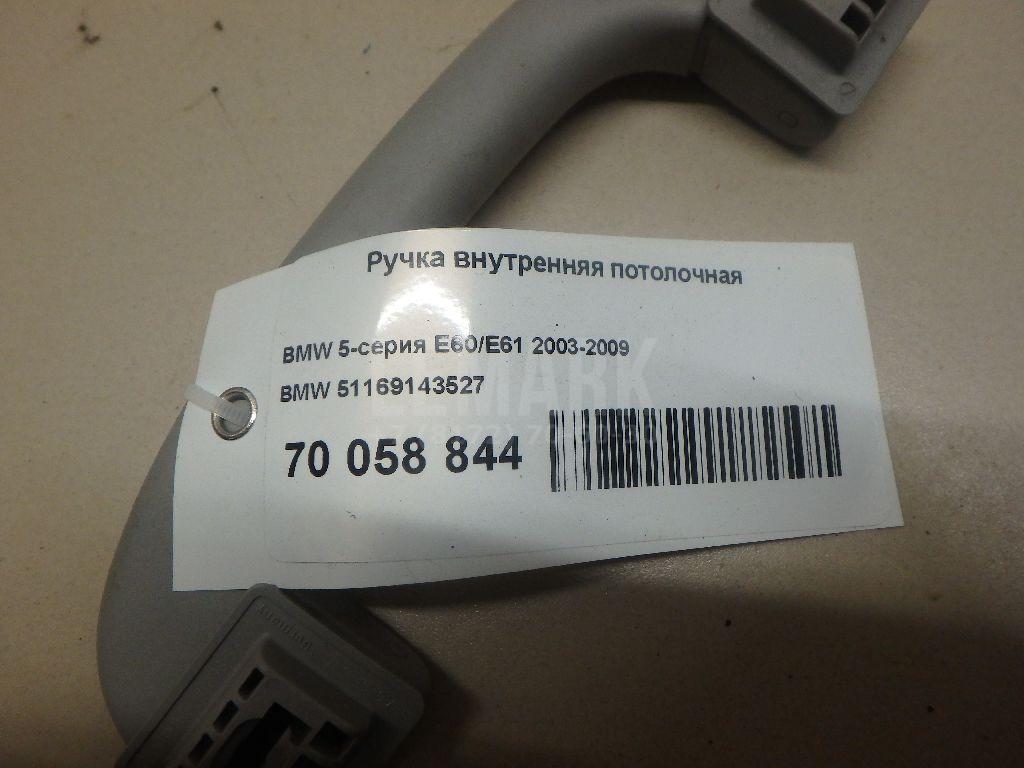 Ручка внутренняя потолочная
BMW 5-серия E60/E61 2003-2009
BMW 51169143527
70 058 844